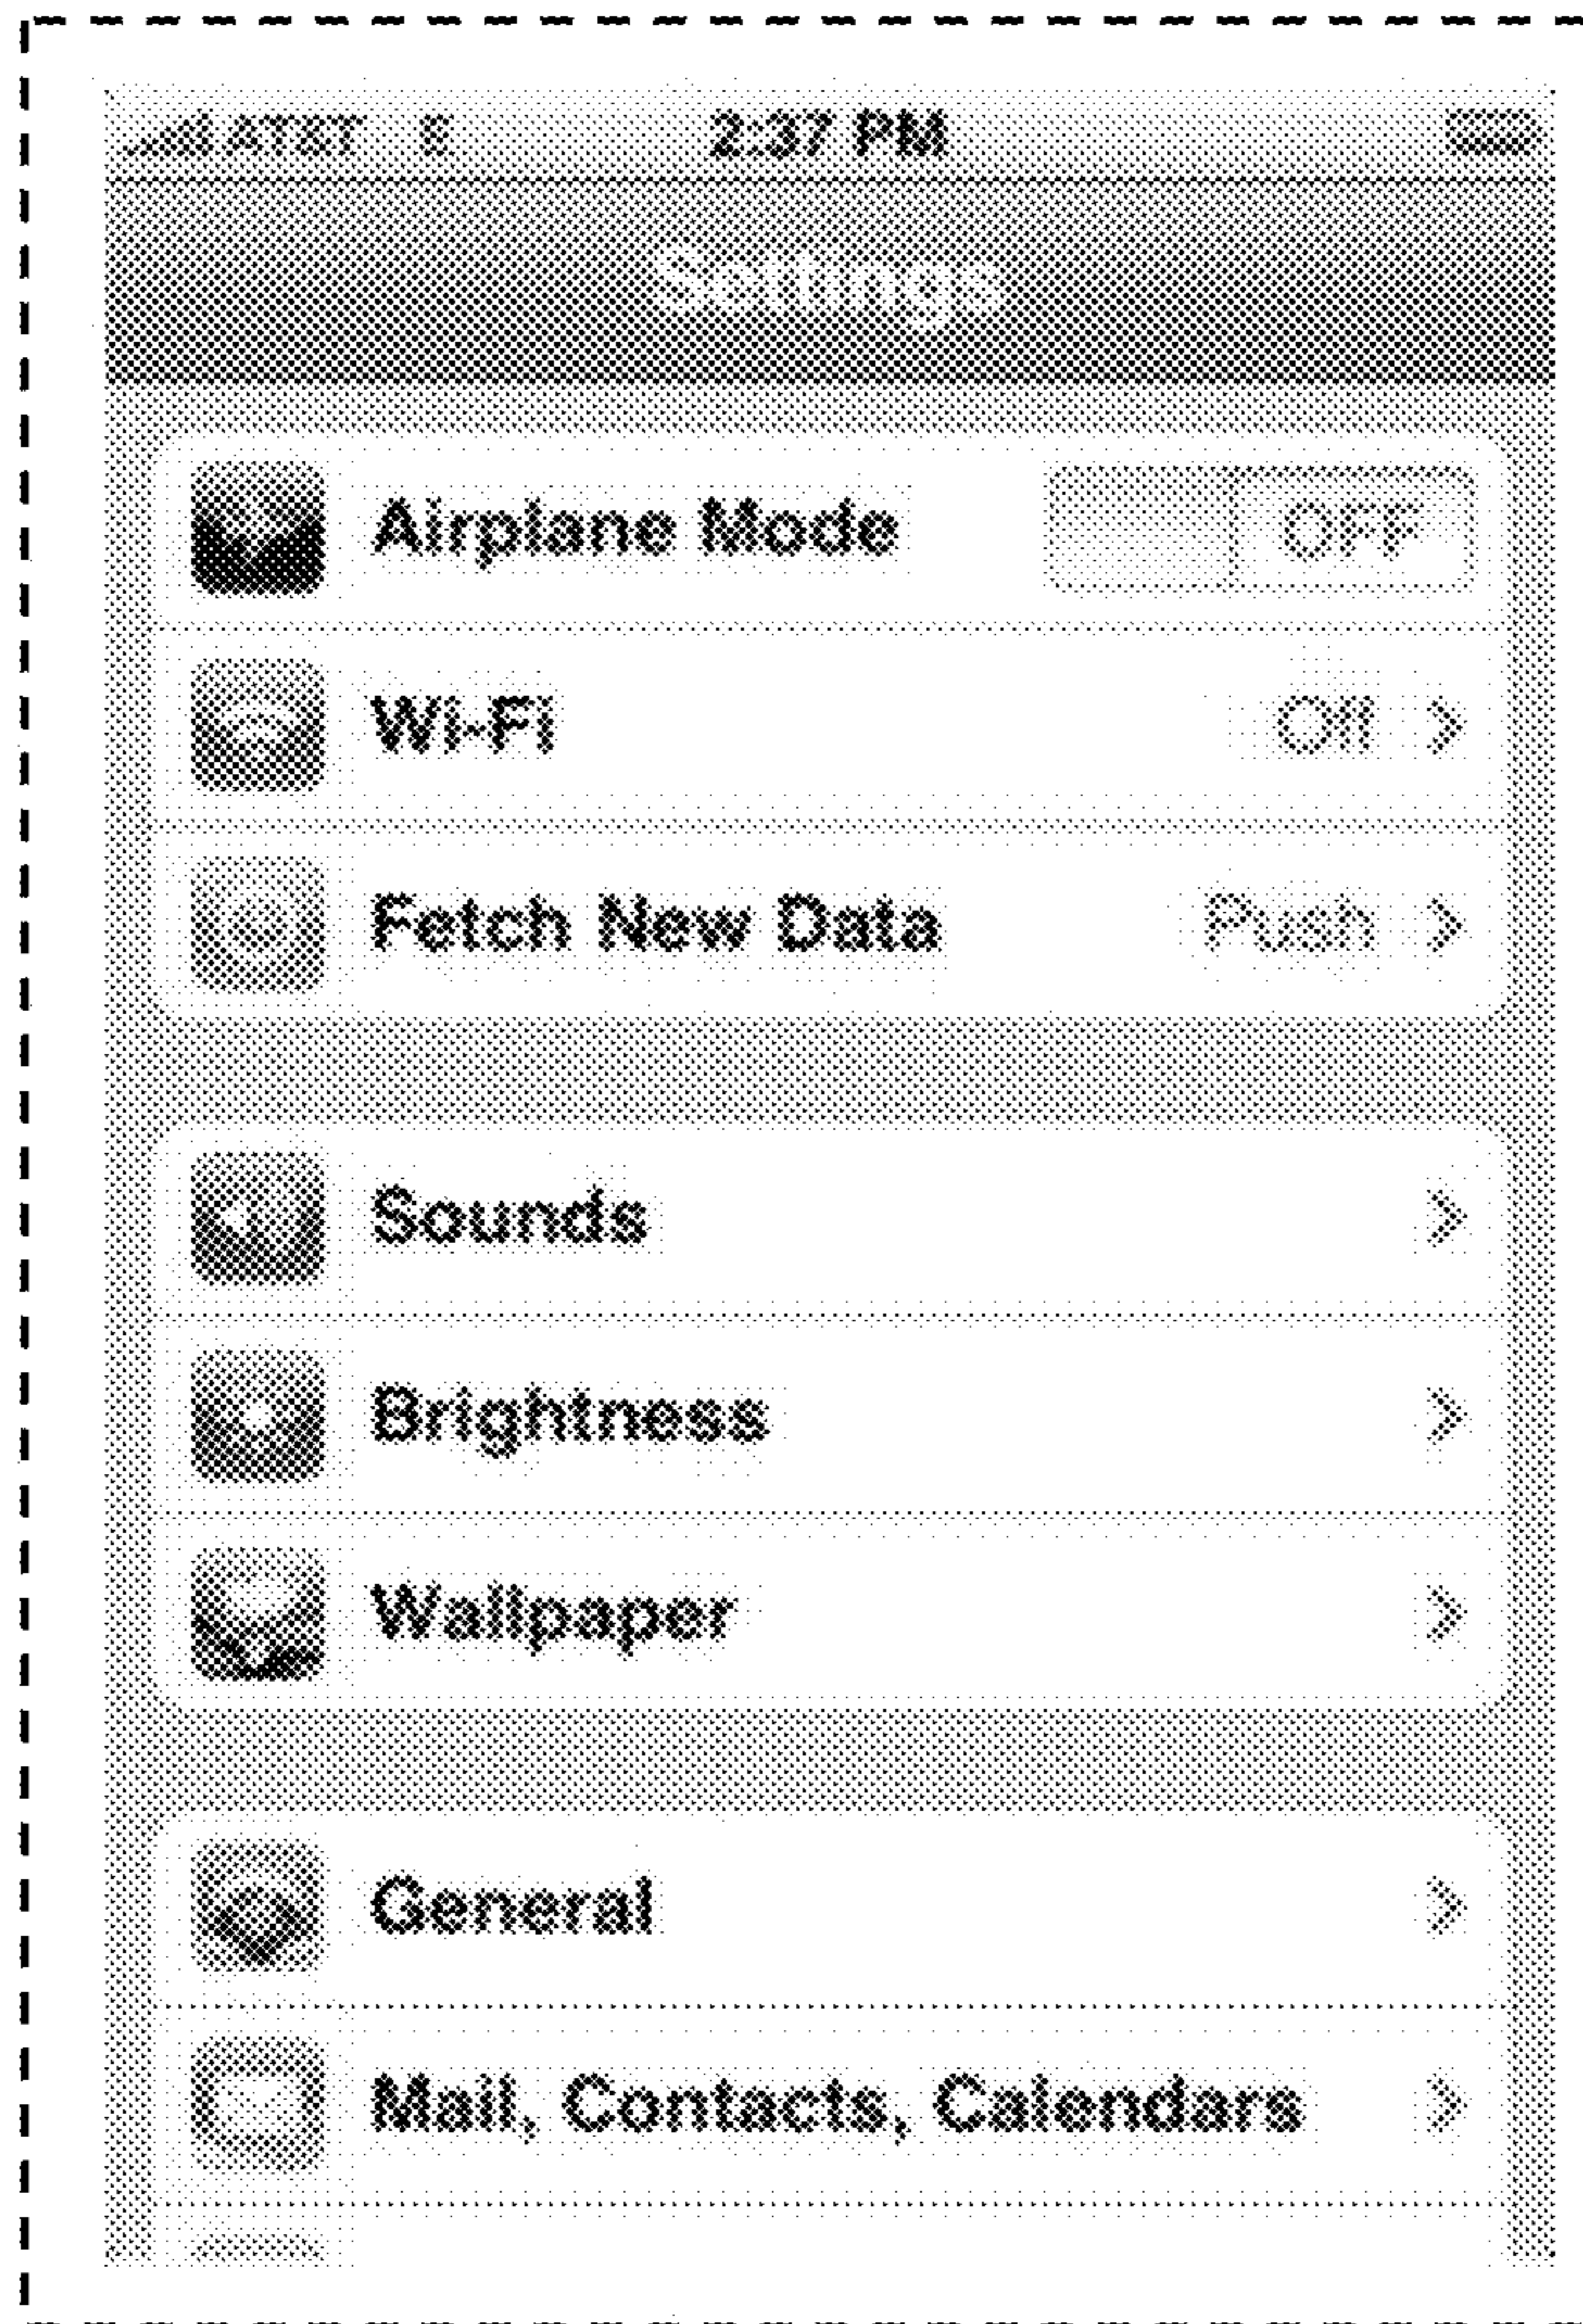 AT&T E 2:37 PM
Settings
Airplane Mode OFF
Wi-Fi Off
Fetch New Data Push
Sounds
Brightness
Wallpaper
General
Mail, Contacts, Calendars